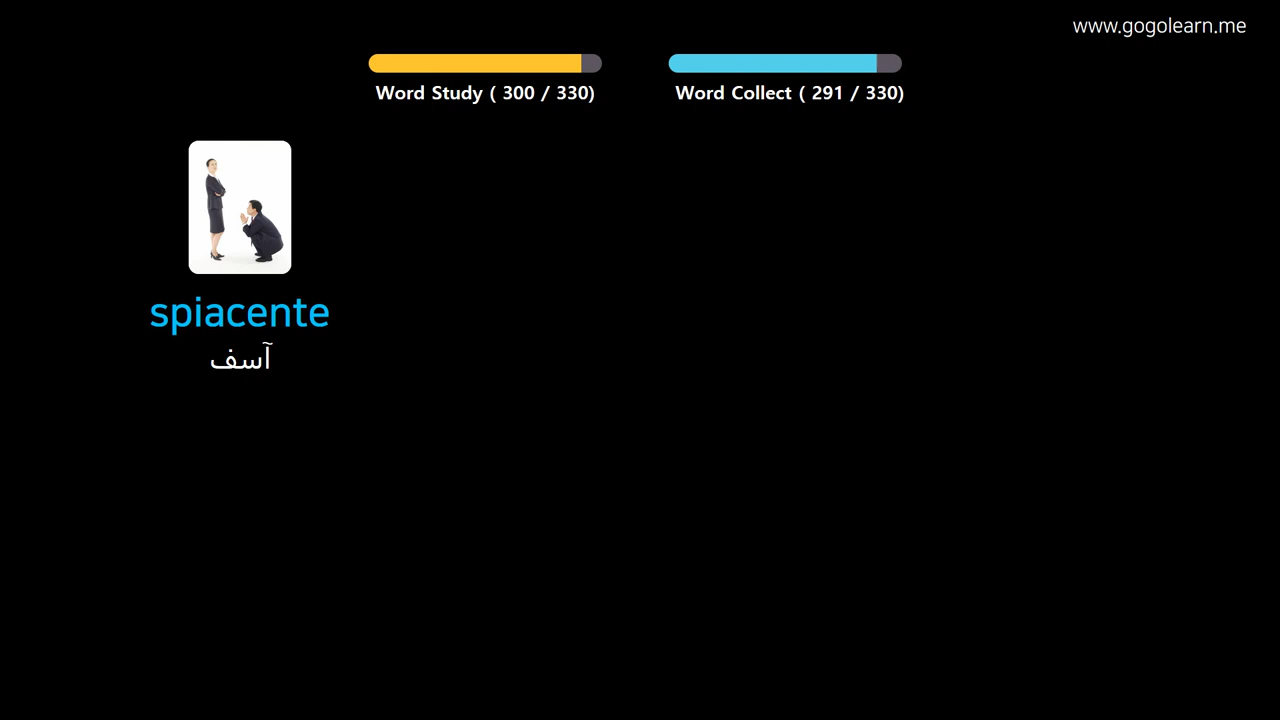 www.gogolearn.me
Word Study ( 300 / 330)
Word Collect ( 291 / 330)
spiacente
آسف